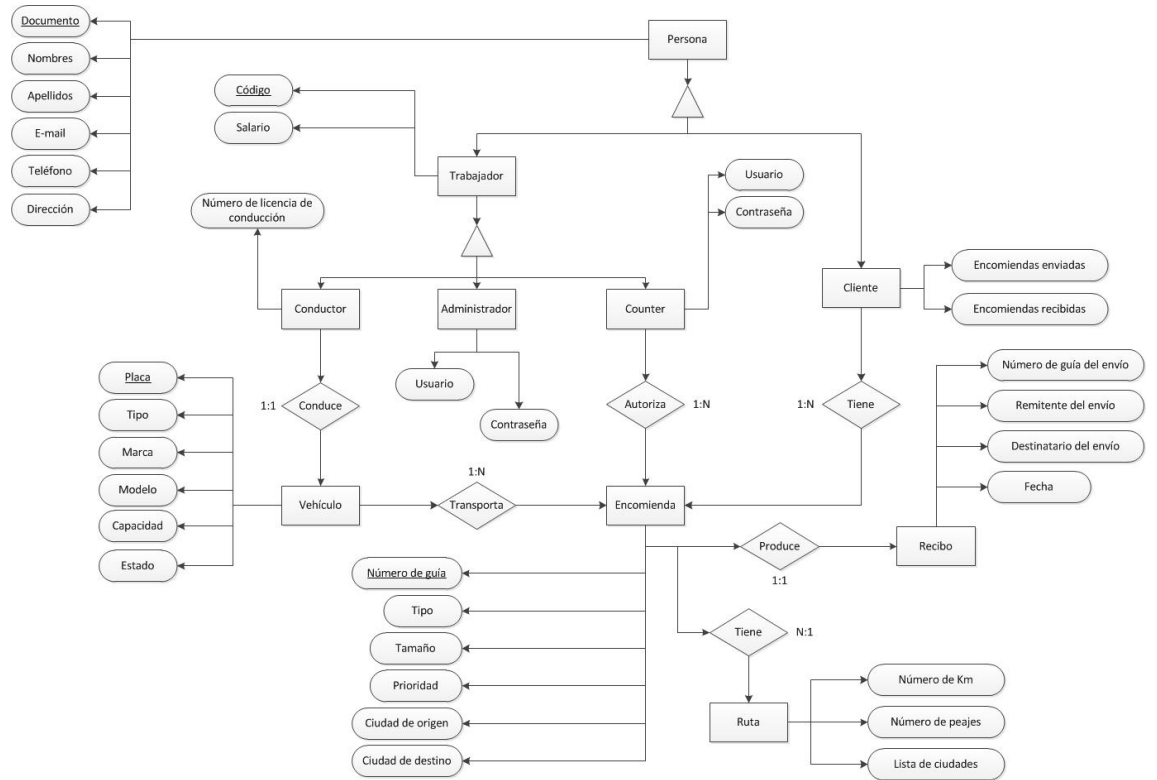 Documento
Persona
Nombres
Apellidos
Código
E-mail
Salario
Teléfono
Trabajador
Usuario
Dirección
Número de licencia de
conducción
Contraseña
Encomiendas enviadas
Cliente
Conductor
Administrador
Counter
Encomiendas recibidas
Número de guía del envío
Placa
Usuario
1:1
Conduce
Autoriza
1:N
1:N
Tiene
Remitente del envío
Tipo
Contraseña
Destinatario del envío
Marca
1:N
Modelo
Fecha
Vehículo
Transporta
Encomienda
Capacidad
Produce
Recibo
Estado
Número de guía
1:1
Tipo
Tiene
N:1
Tamaño
Número de Km
Prioridad
Ciudad de origen
Ruta
Número de peajes
Ciudad de destino
Lista de ciudades